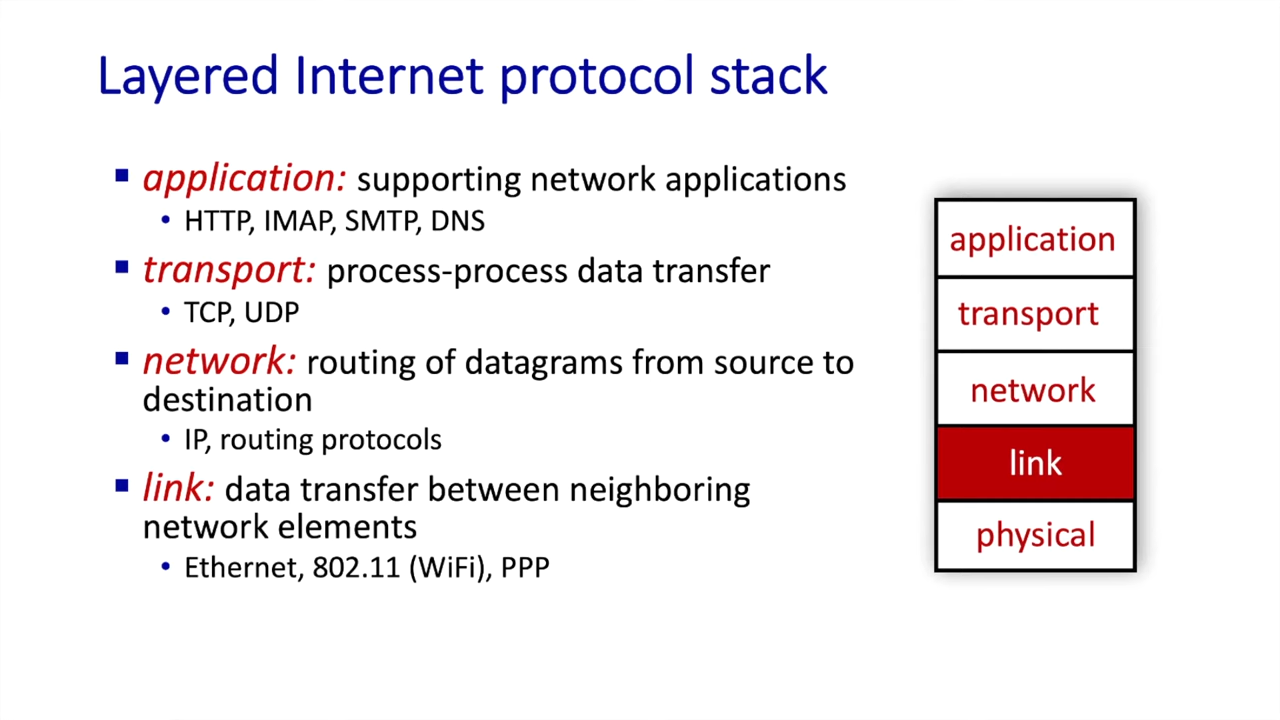 Layered Internet protocol stack
▪ application: supporting network applications
• HTTP, IMAP, SMTP, DNS
▪ transport: process-process data transfer
• TCP, UDP
▪ network: routing of datagrams from source to
destination
• IP, routing protocols
▪ link: data transfer between neighboring
network elements
• Ethernet, 802.11 (WiFi), PPP
application
transport
network
link
physical